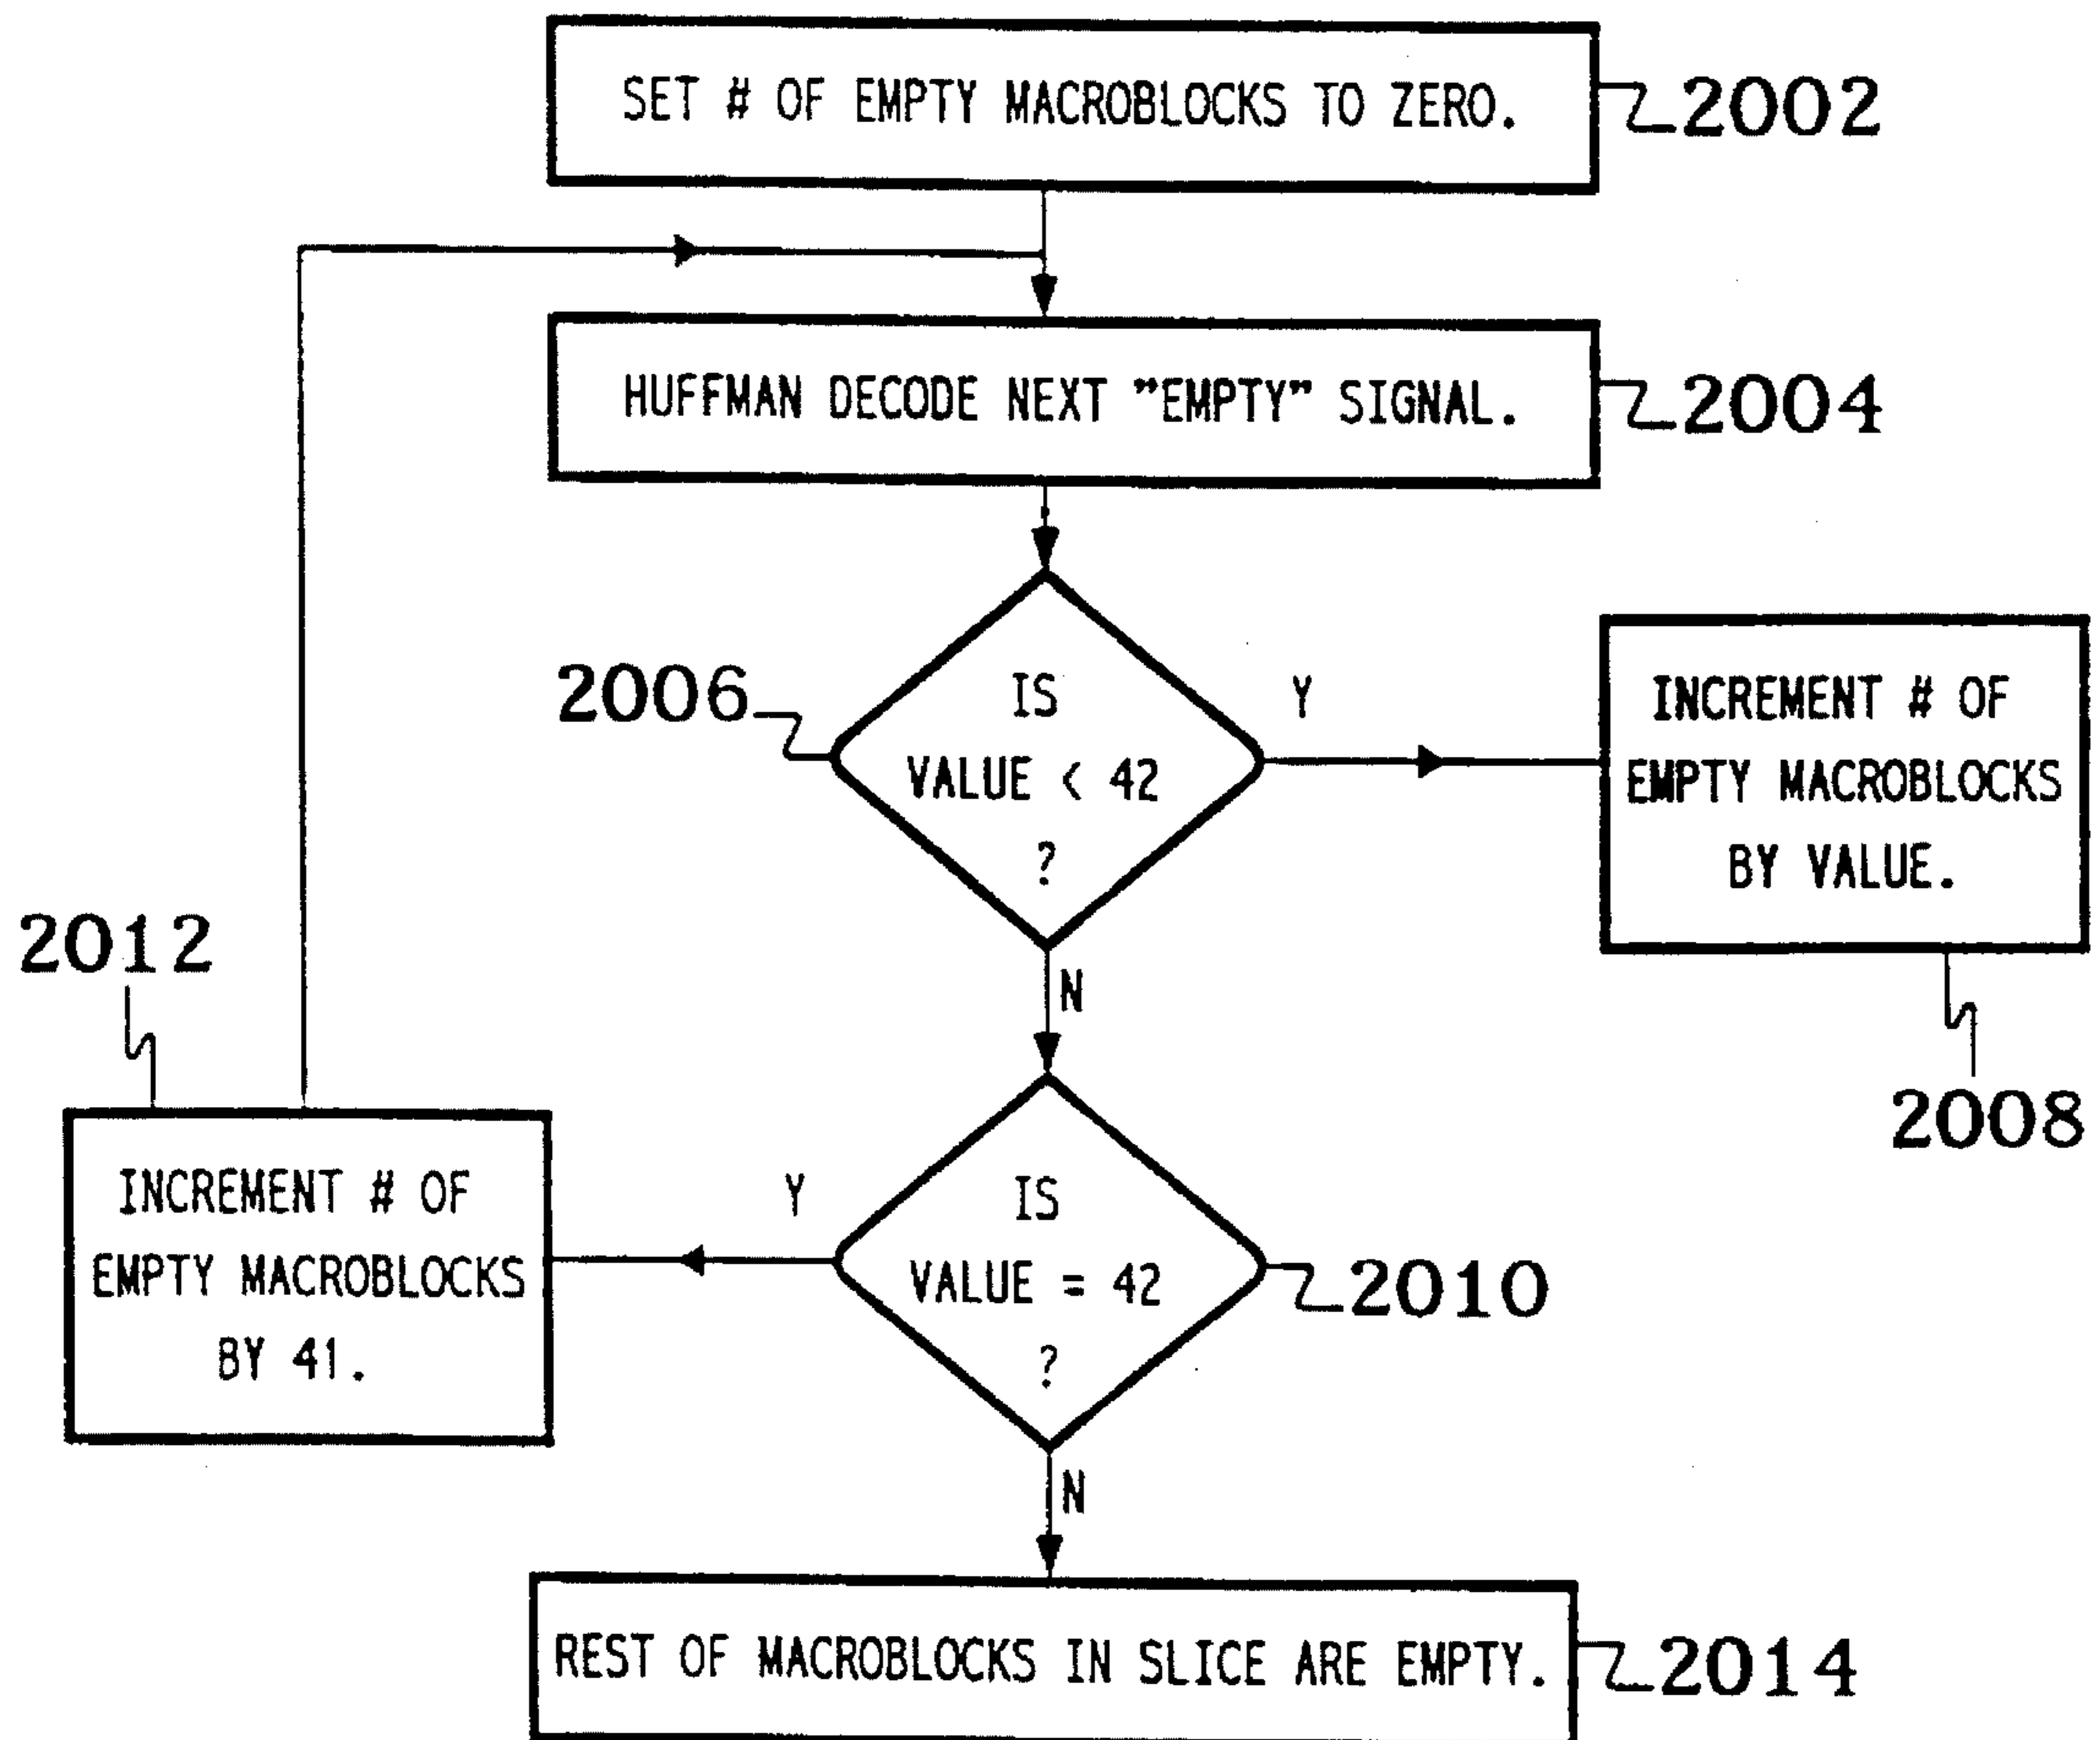 SET # OF EMPTY MACROBLOCKS TO ZERO.
2002
HUFFMAN DECODE NEXT "EMPTY" SIGNAL.
2004
2006
IS
VALUE < 42
?
Y
INCREMENT # OF
EMPTY MACROBLOCKS
BY VALUE.
2008
N
2012
INCREMENT # OF
EMPTY MACROBLOCKS
BY 41.
Y
IS
VALUE = 42
?
2010
N
REST OF MACROBLOCKS IN SLICE ARE EMPTY.
2014